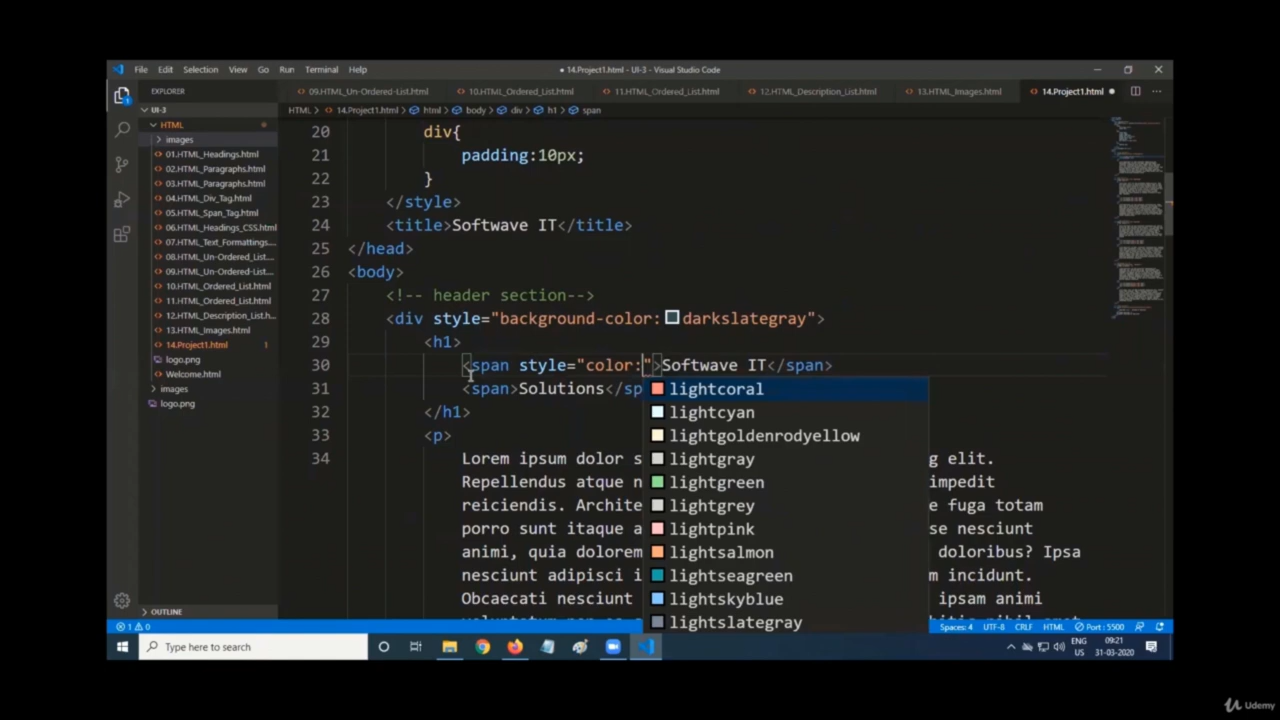 File Edit Selection View Go Run Terminal Help
● 14.Project1.html - UI-3 - Visual Studio Code
EXPLORER
09.HTML_Un-Ordered-List.html 10.HTML_Ordered_List.html 11.HTML_Ordered_List.html 12.HTML_Description_List.html 13.HTML_Images.html 14.Project1.html ●
UI-3
HTML > 14.Project1.html > html > body > div > h1 > span
HTML
images
01.HTML_Headings.html
02.HTML_Paragraphs.html
03.HTML_Paragraphs.html
04.HTML_Div_Tag.html
05.HTML_Span_Tag.html
06.HTML_Headings_CSS.html
07.HTML_Text_Formattings....
08.HTML_Un-Ordered_List....
09.HTML_Un-Ordered-List....
10.HTML_Ordered_List.html
11.HTML_Ordered_List.html
12.HTML_Description_List.h...
13.HTML_Images.html
14.Project1.html 1
logo.png
Welcome.html
images
logo.png
OUTLINE
20 div{
21 padding:10px;
22 }
23 </style>
24 <title>Softwave IT</title>
25 </head>
26 <body>
27 <!-- header section-->
28 <div style="background-color:darkslategray">
29 <h1>
30 <span style="color:">Softwave IT</span>
31 <span>Solutions</sp
32 </h1>
33 <p>
34 Lorem ipsum dolor s g elit.
Repellendus atque n impedit
reiciendis. Archite e fuga totam
porro sunt itaque a se nesciunt
animi, quia dolorem doloribus? Ipsa
nesciunt adipisci i m incidunt.
Obcaecati nesciunt ipsam animi
lightcoral
lightcyan
lightgoldenrodyellow
lightgray
lightgreen
lightgrey
lightpink
lightsalmon
lightseagreen
lightskyblue
lightslategray
1 0 Spaces: 4 UTF-8 CRLF HTML Port : 5500
Type here to search
ENG
US
09:21
31-03-2020
Udemy